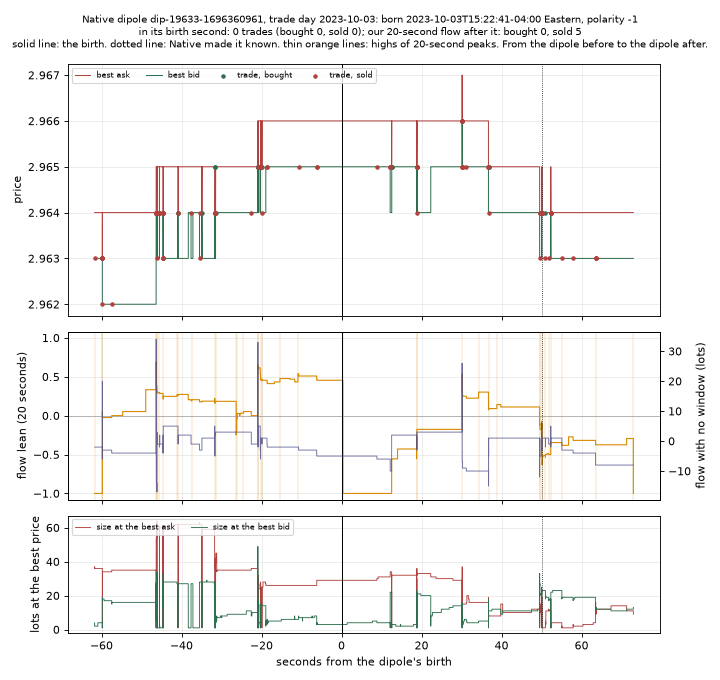 Native dipole dip-19633-1696360961, trade day 2023-10-03: born 2023-10-03T15:22:41-04:00 Eastern, polarity -1
in its birth second: 0 trades (bought 0, sold 0); our 20-second flow after it: bought 0, sold 5
solid line: the birth. dotted line: Native made it known. thin orange lines: highs of 20-second peaks. From the dipole before to the dipole after.
best ask
best bid
trade, bought
trade, sold
2.967
2.966
2.965
2.964
2.963
2.962
price
1.0
0.5
0.0
−0.5
−1.0
flow lean (20 seconds)
30
20
10
0
−10
flow with no window (lots)
size at the best ask
size at the best bid
60
40
20
0
lots at the best price
−60
−40
−20
0
20
40
60
seconds from the dipole's birth